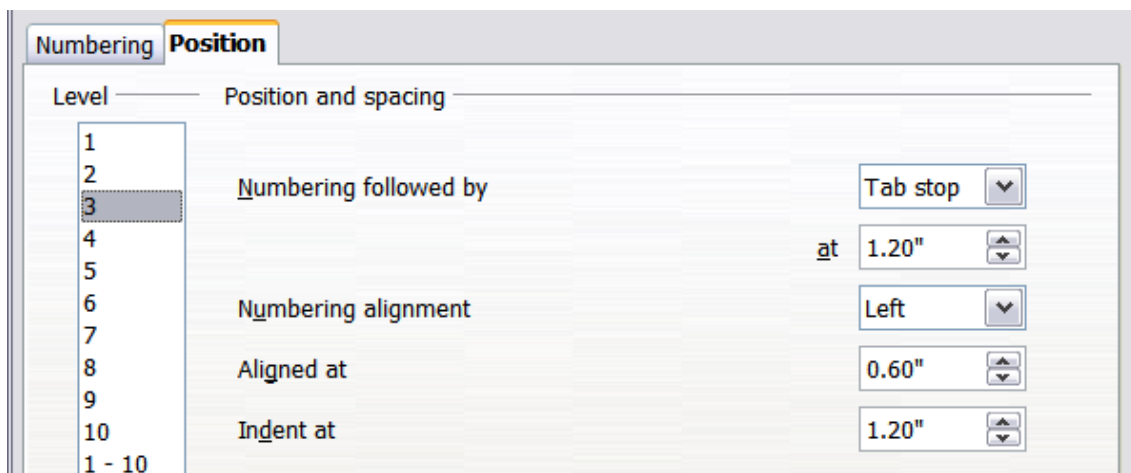 Numbering Position
Level Position and spacing
1
2
Numbering followed by Tab stop
3
4
at 1.20"
5
6
Numbering alignment Left
7
8
Aligned at 0.60"
9
10
Indent at 1.20"
1 - 10